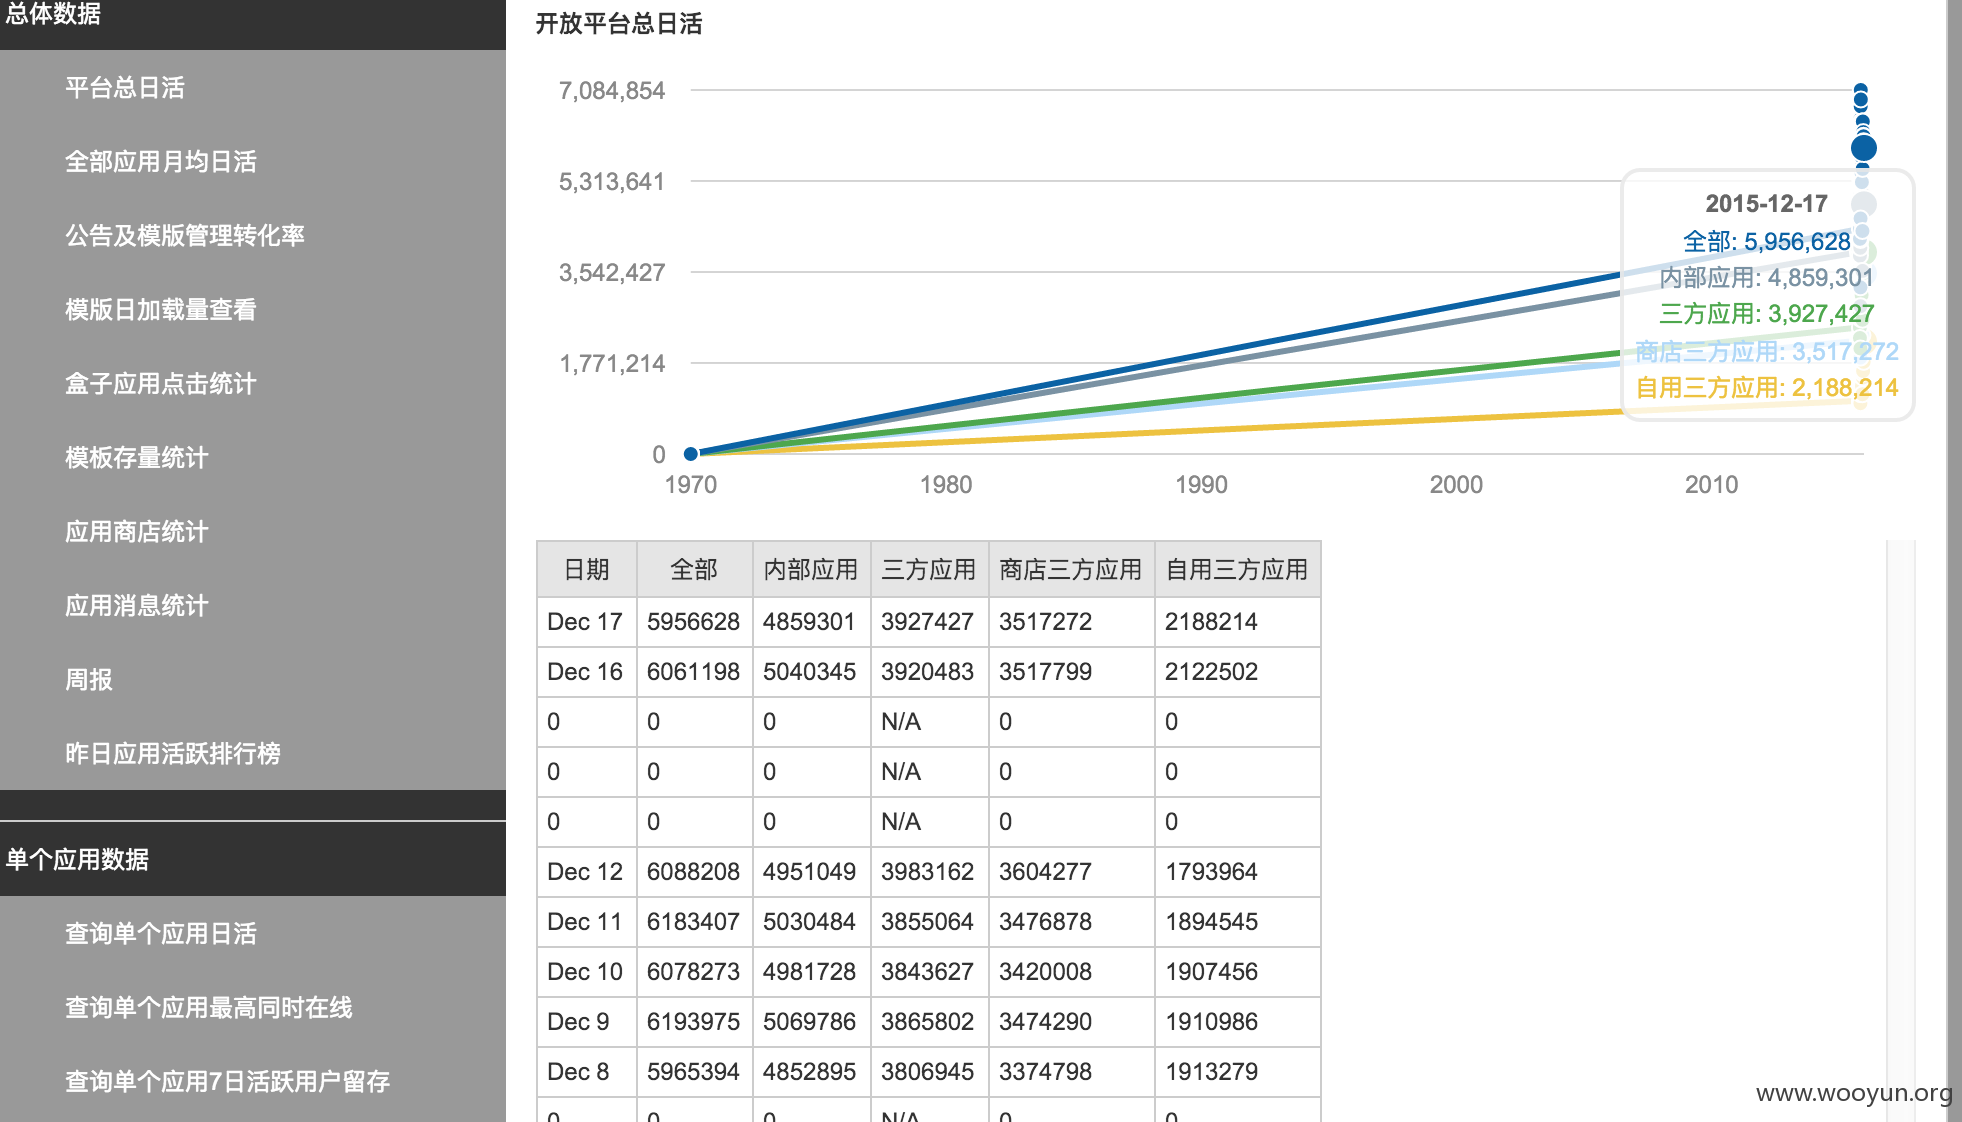 总体数据
平台总日活
全部应用月均日活
公告及模版管理转化率
模版日加载量查看
盒子应用点击统计
模板存量统计
应用商店统计
应用消息统计
周报
昨日应用活跃排行榜
单个应用数据
查询单个应用日活
查询单个应用最高同时在线
查询单个应用7日活跃用户留存
开放平台总日活
7,084,854
5,313,641
3,542,427
1,771,214
0
1970 1980 1990 2000 2010
2015-12-17
全部: 5,956,628
内部应用: 4,859,301
三方应用: 3,927,427
商店三方应用: 3,517,272
自用三方应用: 2,188,214
日期 全部 内部应用 三方应用 商店三方应用 自用三方应用
Dec 17 5956628 4859301 3927427 3517272 2188214
Dec 16 6061198 5040345 3920483 3517799 2122502
0 0 0 N/A 0 0
0 0 0 N/A 0 0
0 0 0 N/A 0 0
Dec 12 6088208 4951049 3983162 3604277 1793964
Dec 11 6183407 5030484 3855064 3476878 1894545
Dec 10 6078273 4981728 3843627 3420008 1907456
Dec 9 6193975 5069786 3865802 3474290 1910986
Dec 8 5965394 4852895 3806945 3374798 1913279
0 0 0 N/A 0 0
www.wooyun.org